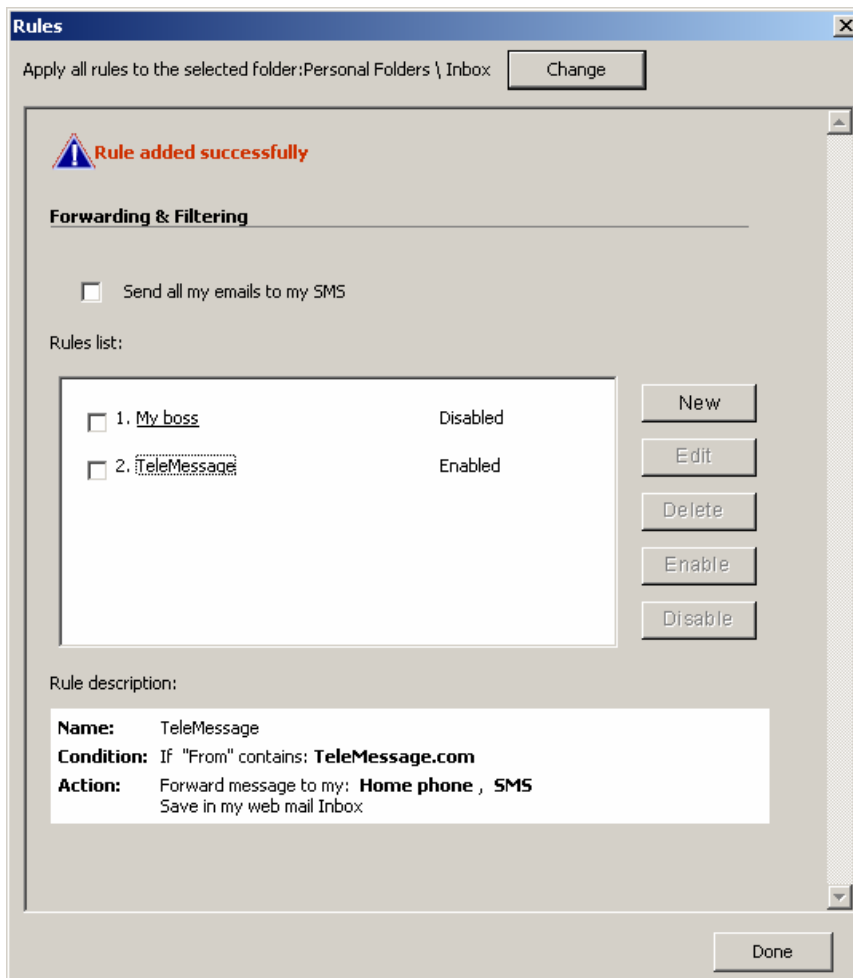 Rules
Apply all rules to the selected folder:Personal Folders \ Inbox Change
Rule added successfully
Forwarding & Filtering
Send all my emails to my SMS
Rules list:
1. My boss Disabled
2. TeleMessage Enabled
New
Edit
Delete
Enable
Disable
Rule description:
Name: TeleMessage
Condition: If "From" contains: TeleMessage.com
Action: Forward message to my: Home phone , SMS
Save in my web mail Inbox
Done